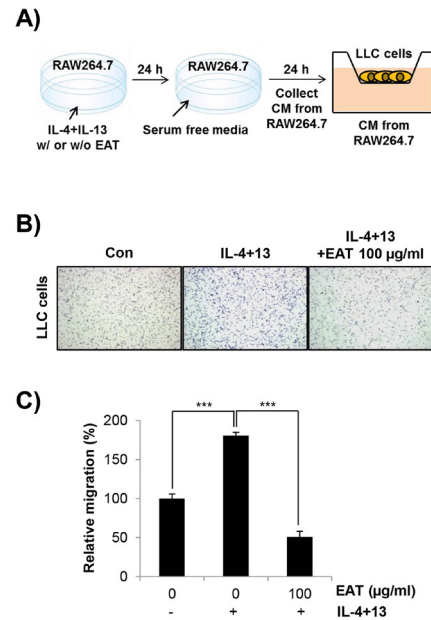 A)
RAW264.7
24 h
RAW264.7
24 h
Collect
CM from
RAW264.7
LLC cells
IL-4+IL-13
w/ or w/o EAT
Serum free media
CM from
RAW264.7
B)
Con
IL-4+13
IL-4+13
+EAT 100 µg/ml
LLC cells
C)
Relative migration (%)
200
150
100
50
0
***
***
0
0
100
EAT (µg/ml)
-
+
+
IL-4+13